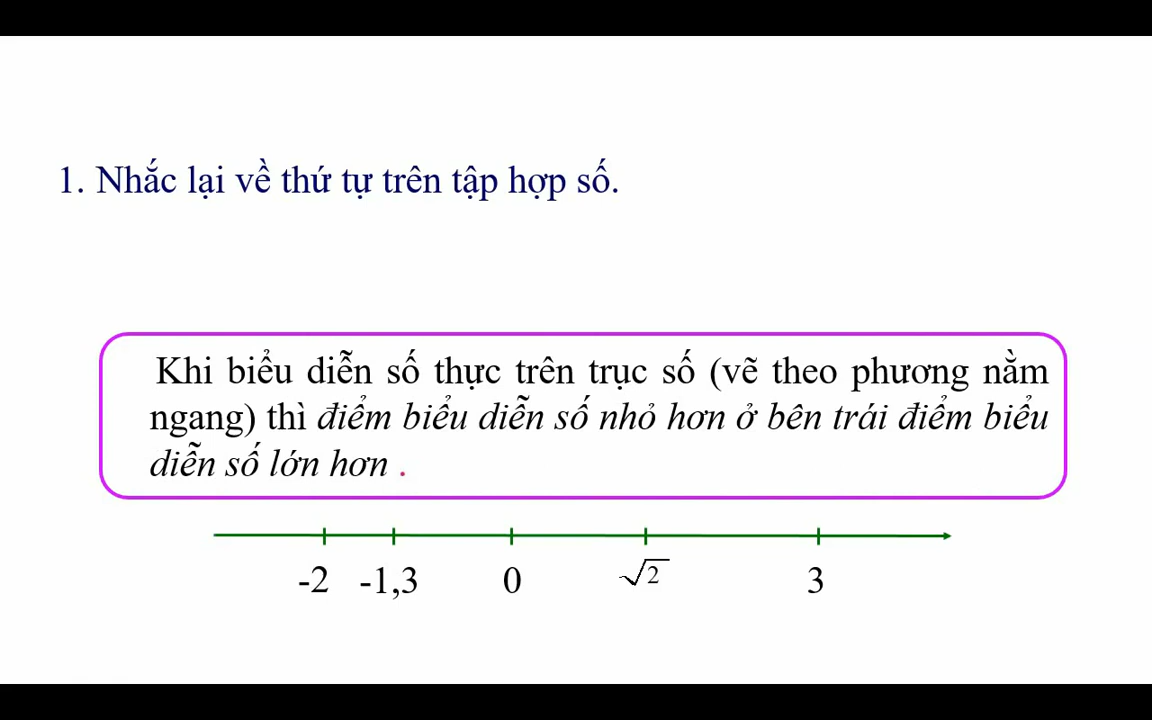 1. Nhắc lại về thứ tự trên tập hợp số.
Khi biểu diễn số thực trên trục số (vẽ theo phương nằm
ngang) thì điểm biểu diễn số nhỏ hơn ở bên trái điểm biểu
diễn số lớn hơn .
-2 -1,3 0 √2 3